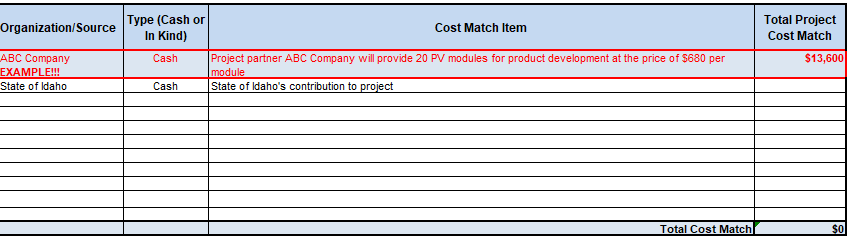 Organization/Source
Type (Cash or
In Kind)
Cost Match Item
Total Project
Cost Match
ABC Company
EXAMPLE!!!
Cash
Project partner ABC Company will provide 20 PV modules for product development at the price of $680 per
module
$13,600
State of Idaho
Cash
State of Idaho's contribution to project
Total Cost Match
$0